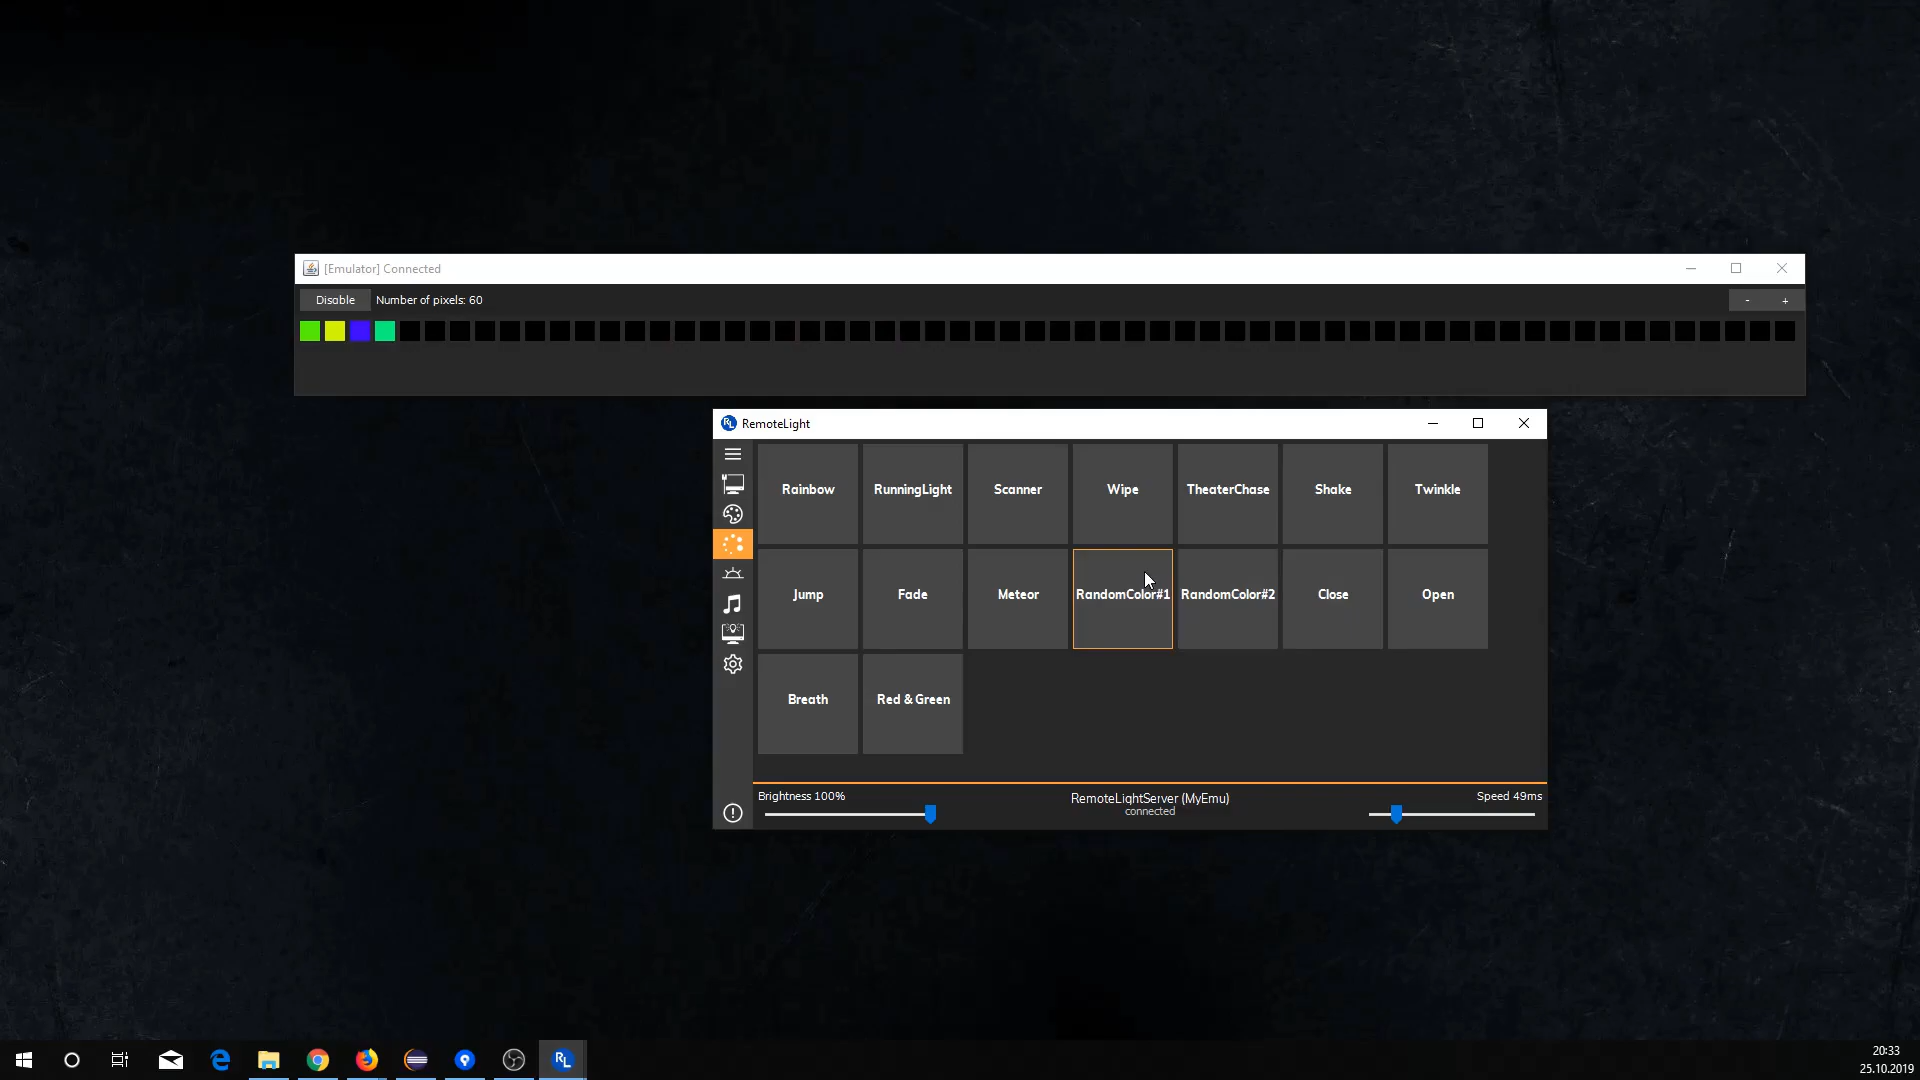 [Emulator] Connected
Disable Number of pixels: 60 - +
RL RemoteLight
Rainbow RunningLight Scanner Wipe TheaterChase Shake Twinkle
Jump Fade Meteor RandomColor#1 RandomColor#2 Close Open
Breath Red & Green
Brightness 100% RemoteLightServer (MyEmu) Speed 49ms
connected
RL
20:33
25.10.2019